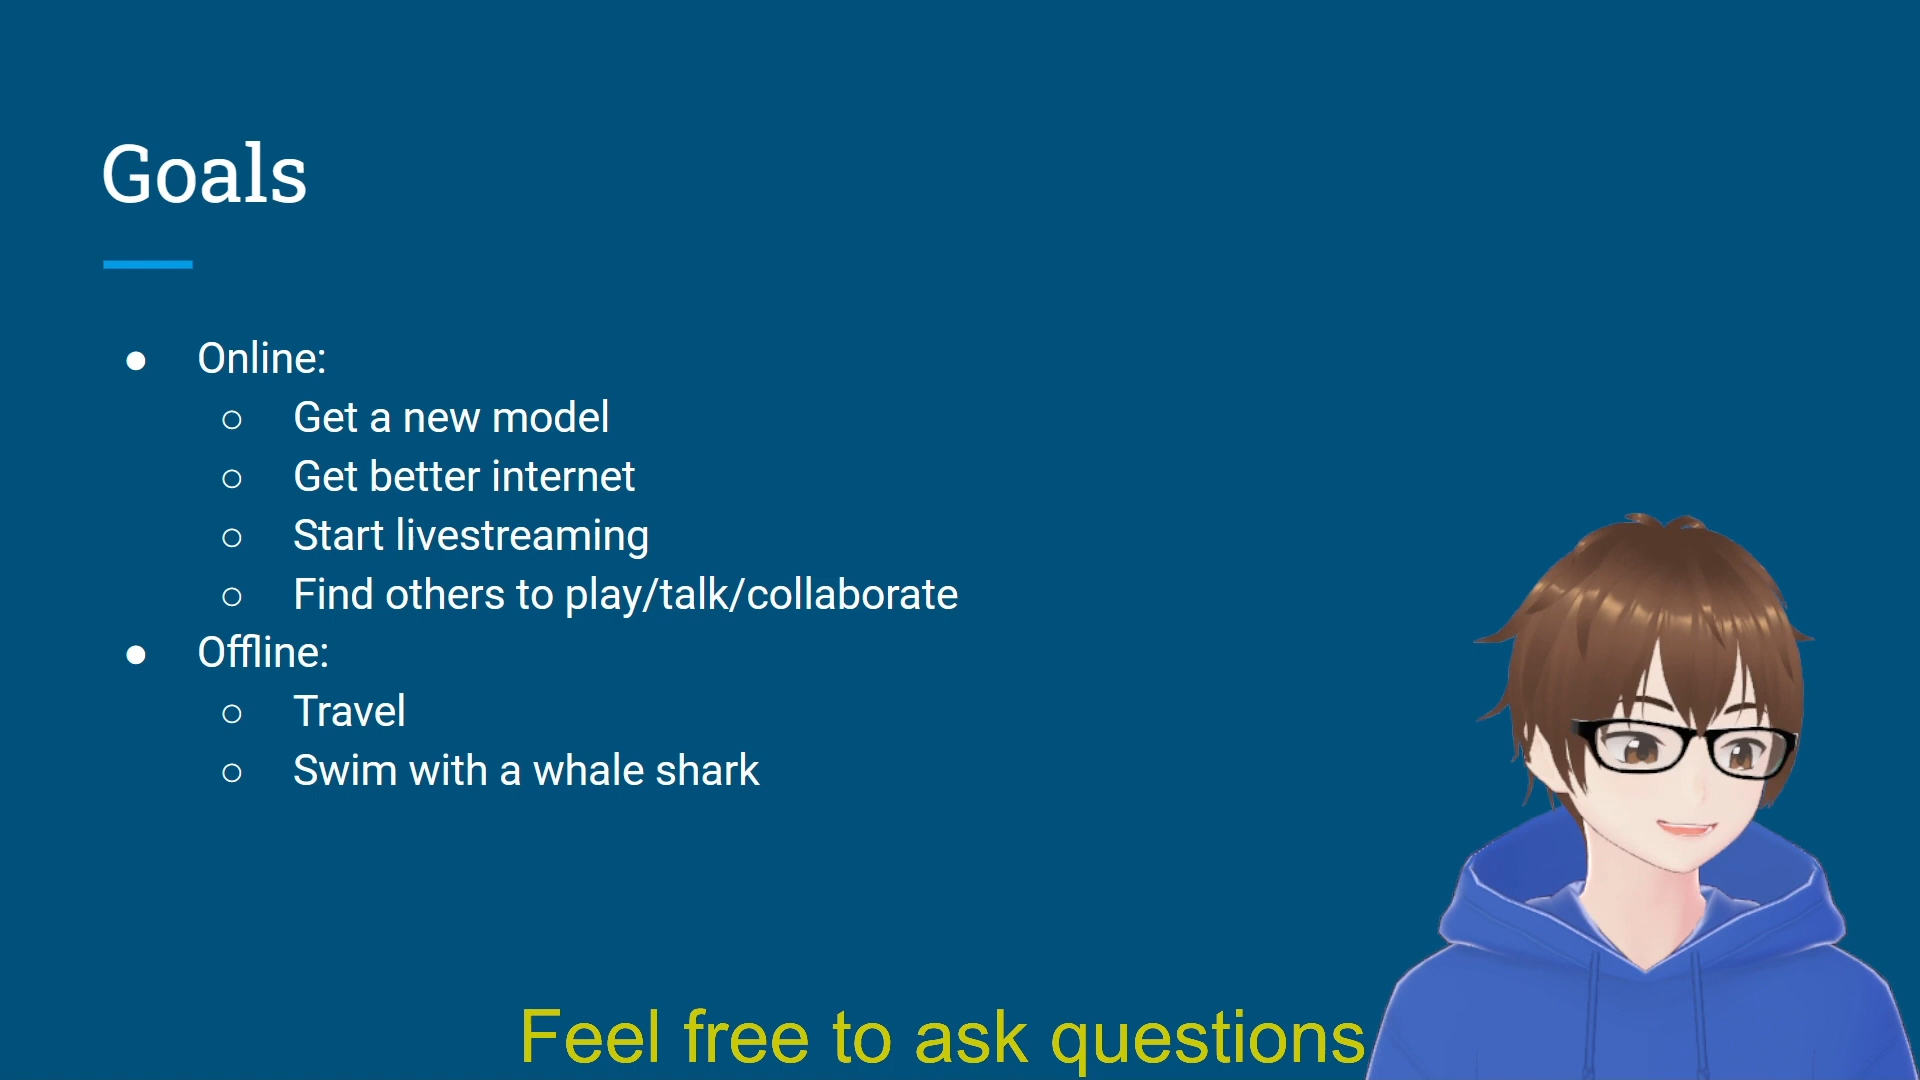 Goals
● Online:
○ Get a new model
○ Get better internet
○ Start livestreaming
○ Find others to play/talk/collaborate
● Offline:
○ Travel
○ Swim with a whale shark
Feel free to ask questions